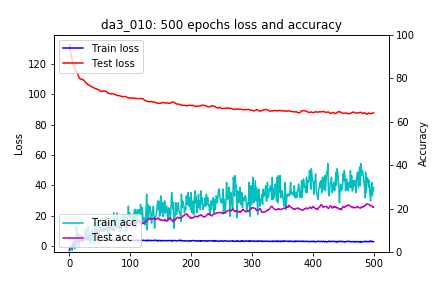 da3_010: 500 epochs loss and accuracy
Train loss
Test loss
Train acc
Test acc
Loss
Accuracy
120
100
80
60
40
20
0
100
80
60
40
20
0
0
100
200
300
400
500